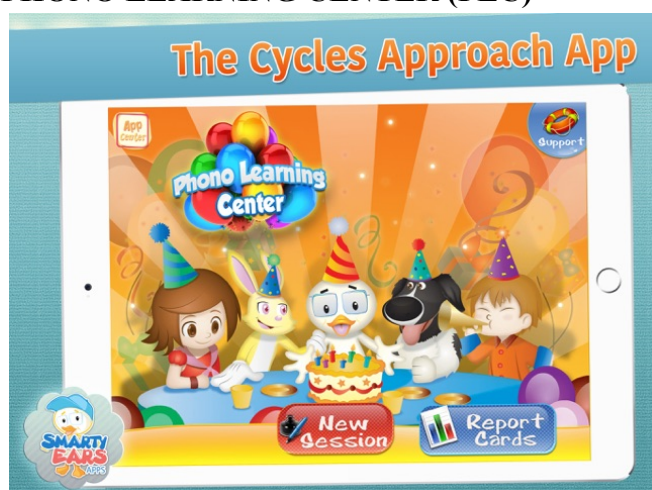 PHONO LEARNING CENTER (PLC)
The Cycles Approach App
App
Center
Support
Phono Learning
Center
New
Session
Report
Cards
SMARTY
EARS
APPS